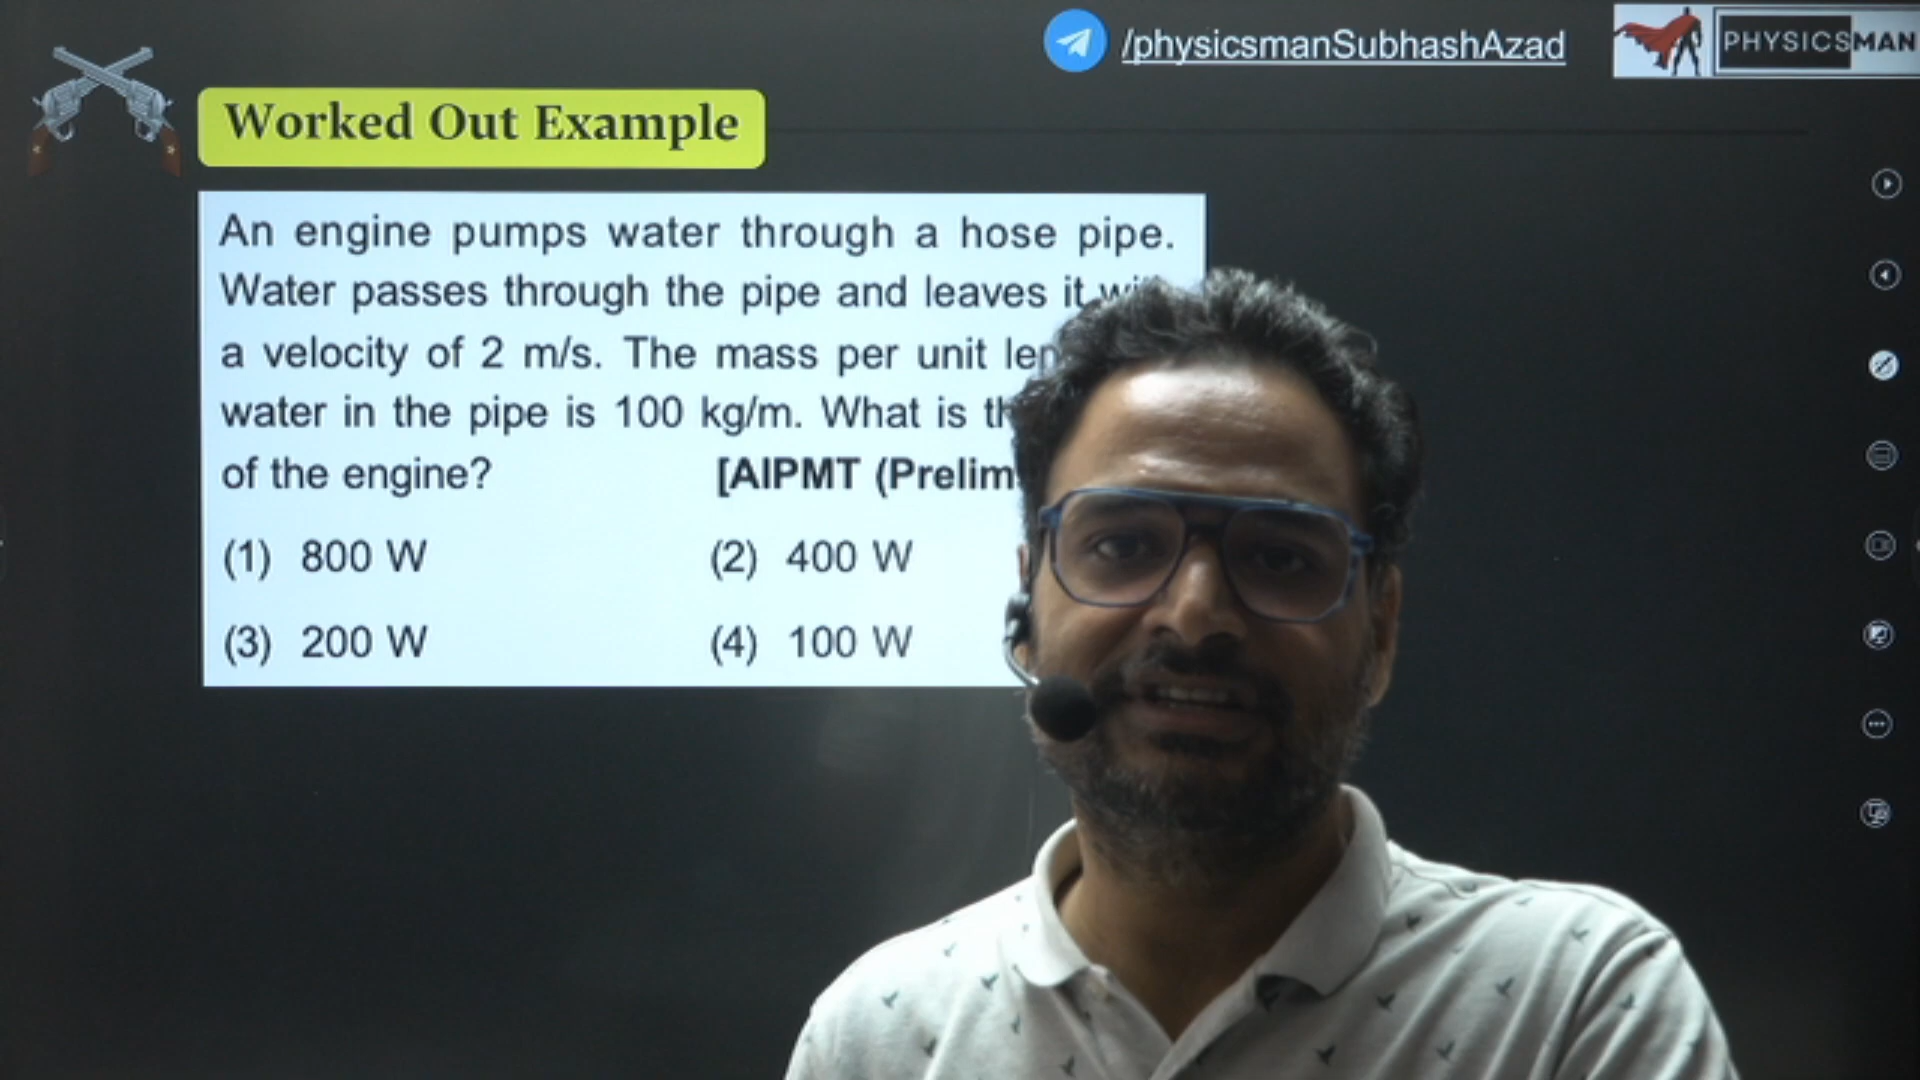 /physicsmanSubhashAzad
PHYSICSMAN
Worked Out Example
An engine pumps water through a hose pipe.
Water passes through the pipe and leaves it
a velocity of 2 m/s. The mass per unit
water in the pipe is 100 kg/m. What is
of the engine? [AIPMT (Prelims
(1) 800 W (2) 400 W
(3) 200 W (4) 100 W